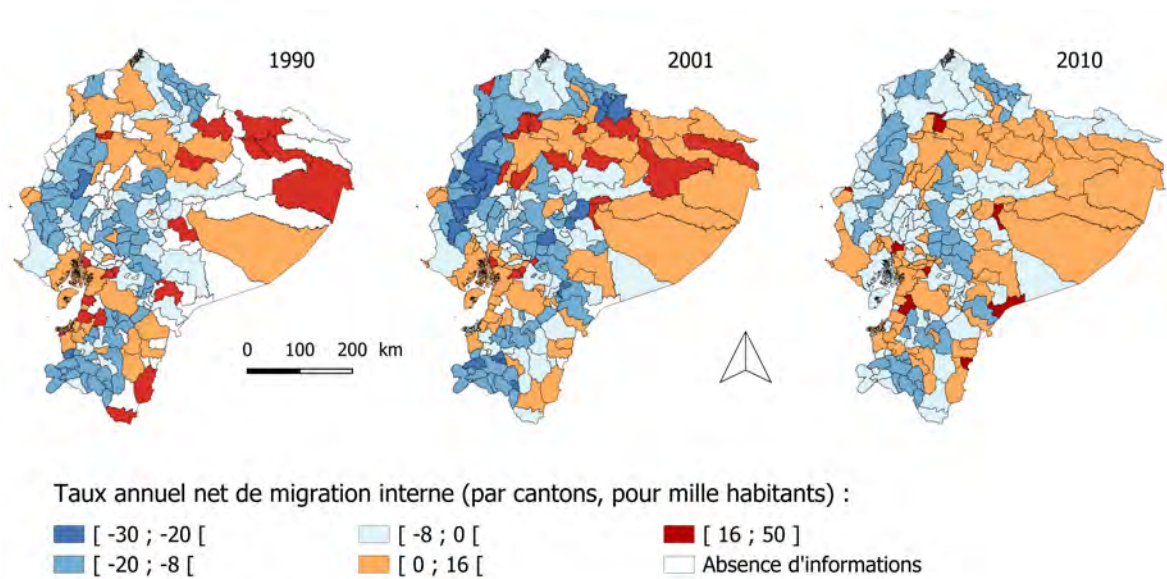 1990
2001
2010
0 100 200 km
Taux annuel net de migration interne (par cantons, pour mille habitants) :
[ -30 ; -20 [
[ -8 ; 0 [
[ 16 ; 50 ]
[ -20 ; -8 [
[ 0 ; 16 [
Absence d'informations